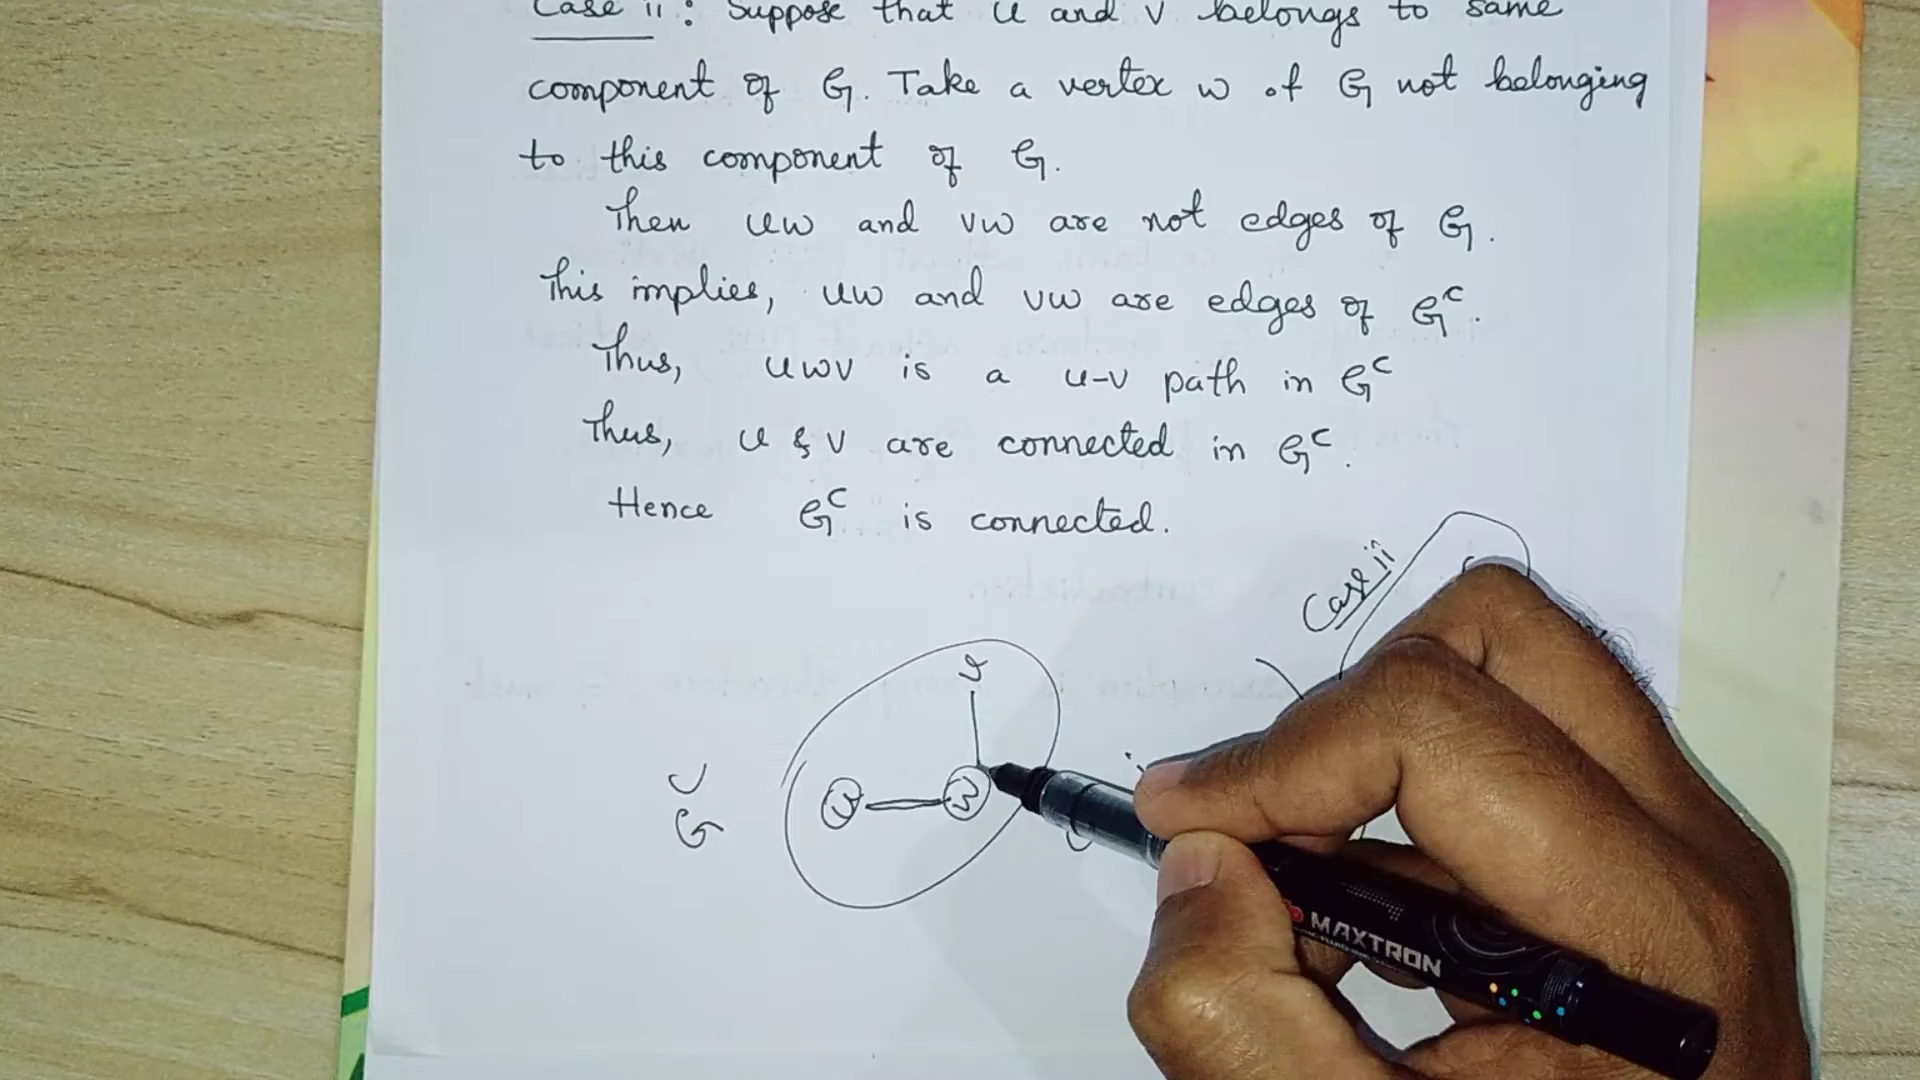 Case ii : Suppose that u and v belongs to same
component of G. Take a vertex w of G not belonging
to this component of G.
Then uw and vw are not edges of G.
This implies, uw and vw are edges of G^c.
Thus, uwv is a u-v path in G^c
Thus, u & v are connected in G^c.
Hence G^c is connected.
Case ii
v
u
w
G^c
MAXTRON